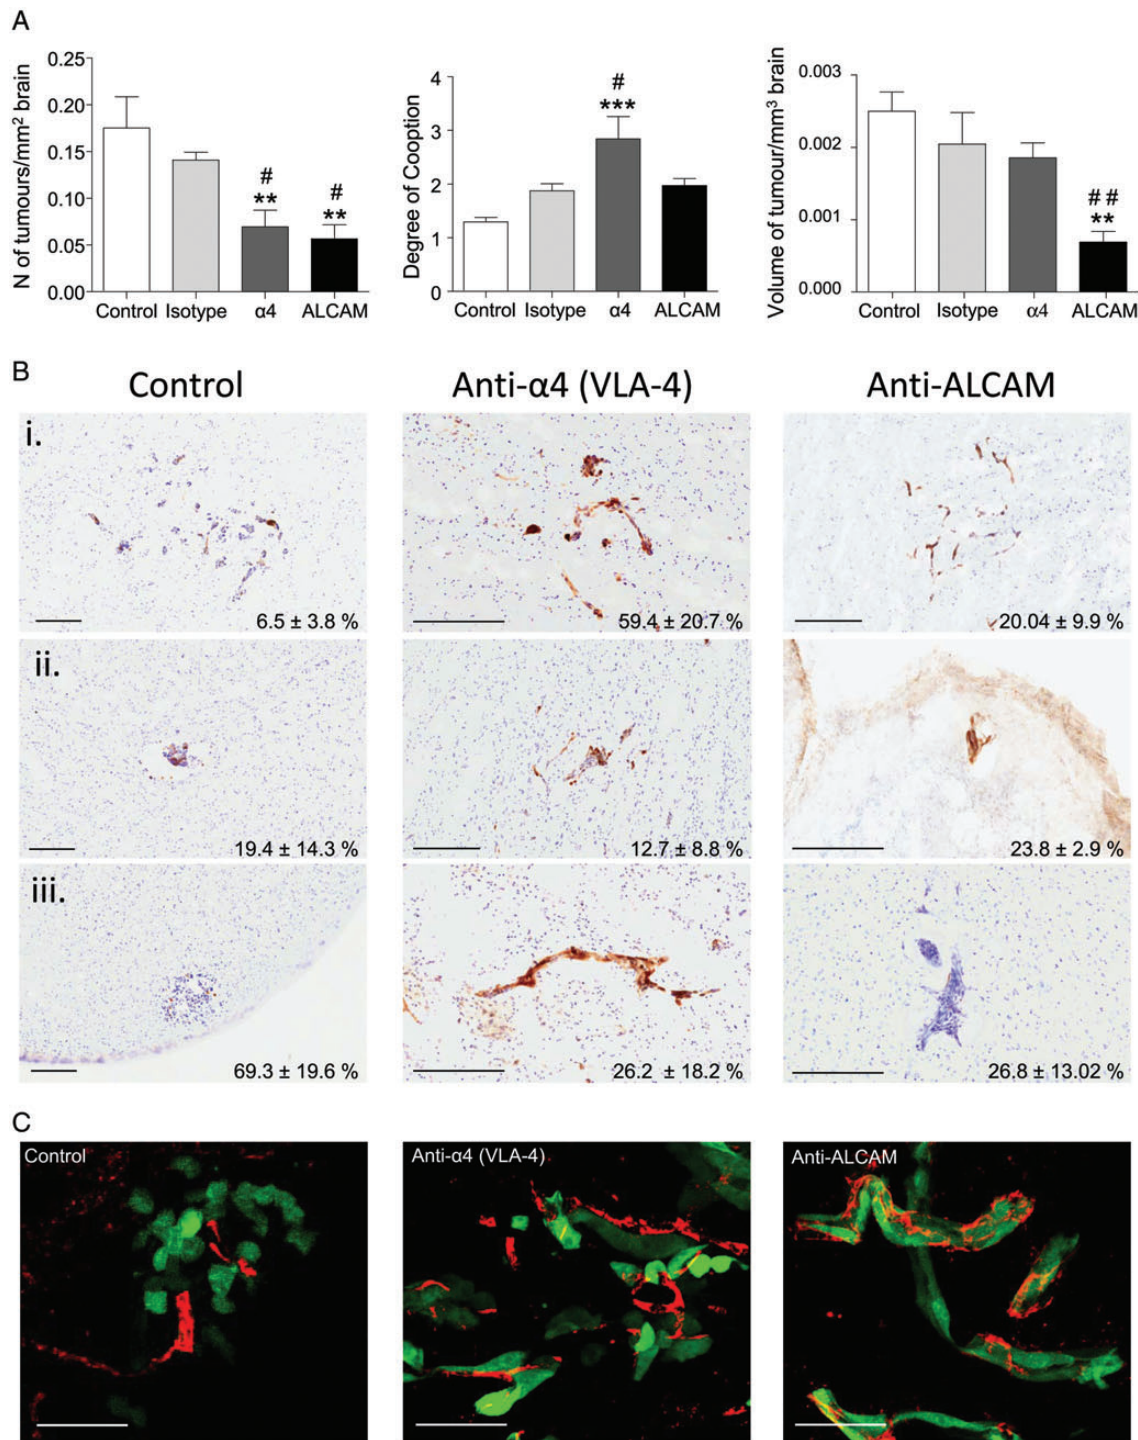 A
N of tumours/mm² brain
0.25
0.20
0.15
0.10
0.05
0.00
#
**
#
**
Control Isotype α4 ALCAM
Degree of Cooption
4
3
2
1
0
#
***
Control Isotype α4 ALCAM
Volume of tumour/mm³ brain
0.003
0.002
0.001
0.000
##
**
Control Isotype α4 ALCAM
B
Control Anti-α4 (VLA-4) Anti-ALCAM
i.
6.5 ± 3.8 % 59.4 ± 20.7 % 20.04 ± 9.9 %
ii.
19.4 ± 14.3 % 12.7 ± 8.8 % 23.8 ± 2.9 %
iii.
69.3 ± 19.6 % 26.2 ± 18.2 % 26.8 ± 13.02 %
C
Control Anti-α4 (VLA-4) Anti-ALCAM